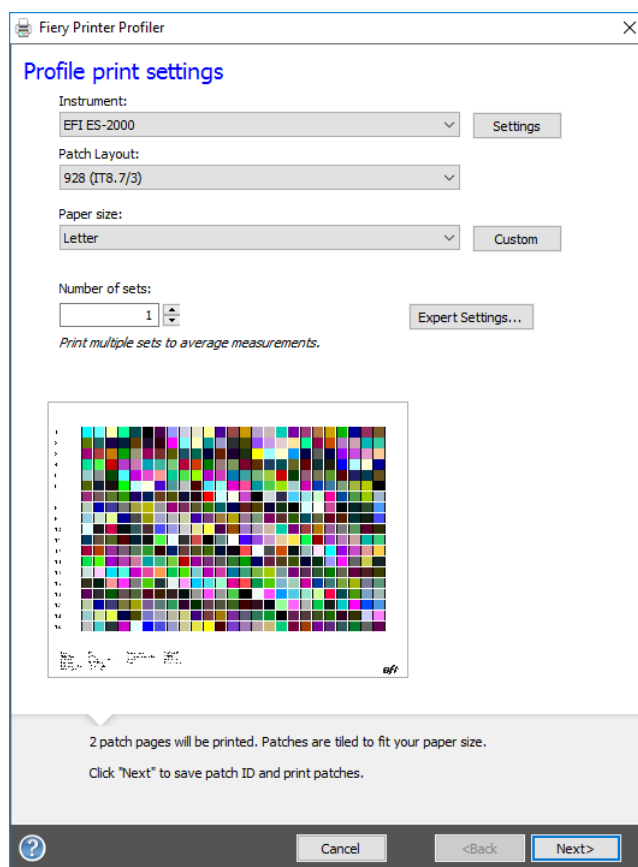 Fiery Printer Profiler
Profile print settings
Instrument:
EFI ES-2000
Settings
Patch Layout:
928 (IT8.7/3)
Paper size:
Letter
Custom
Number of sets:
1
Expert Settings...
Print multiple sets to average measurements.
efi
2 patch pages will be printed. Patches are tiled to fit your paper size.
Click "Next" to save patch ID and print patches.
?
Cancel
<Back
Next>